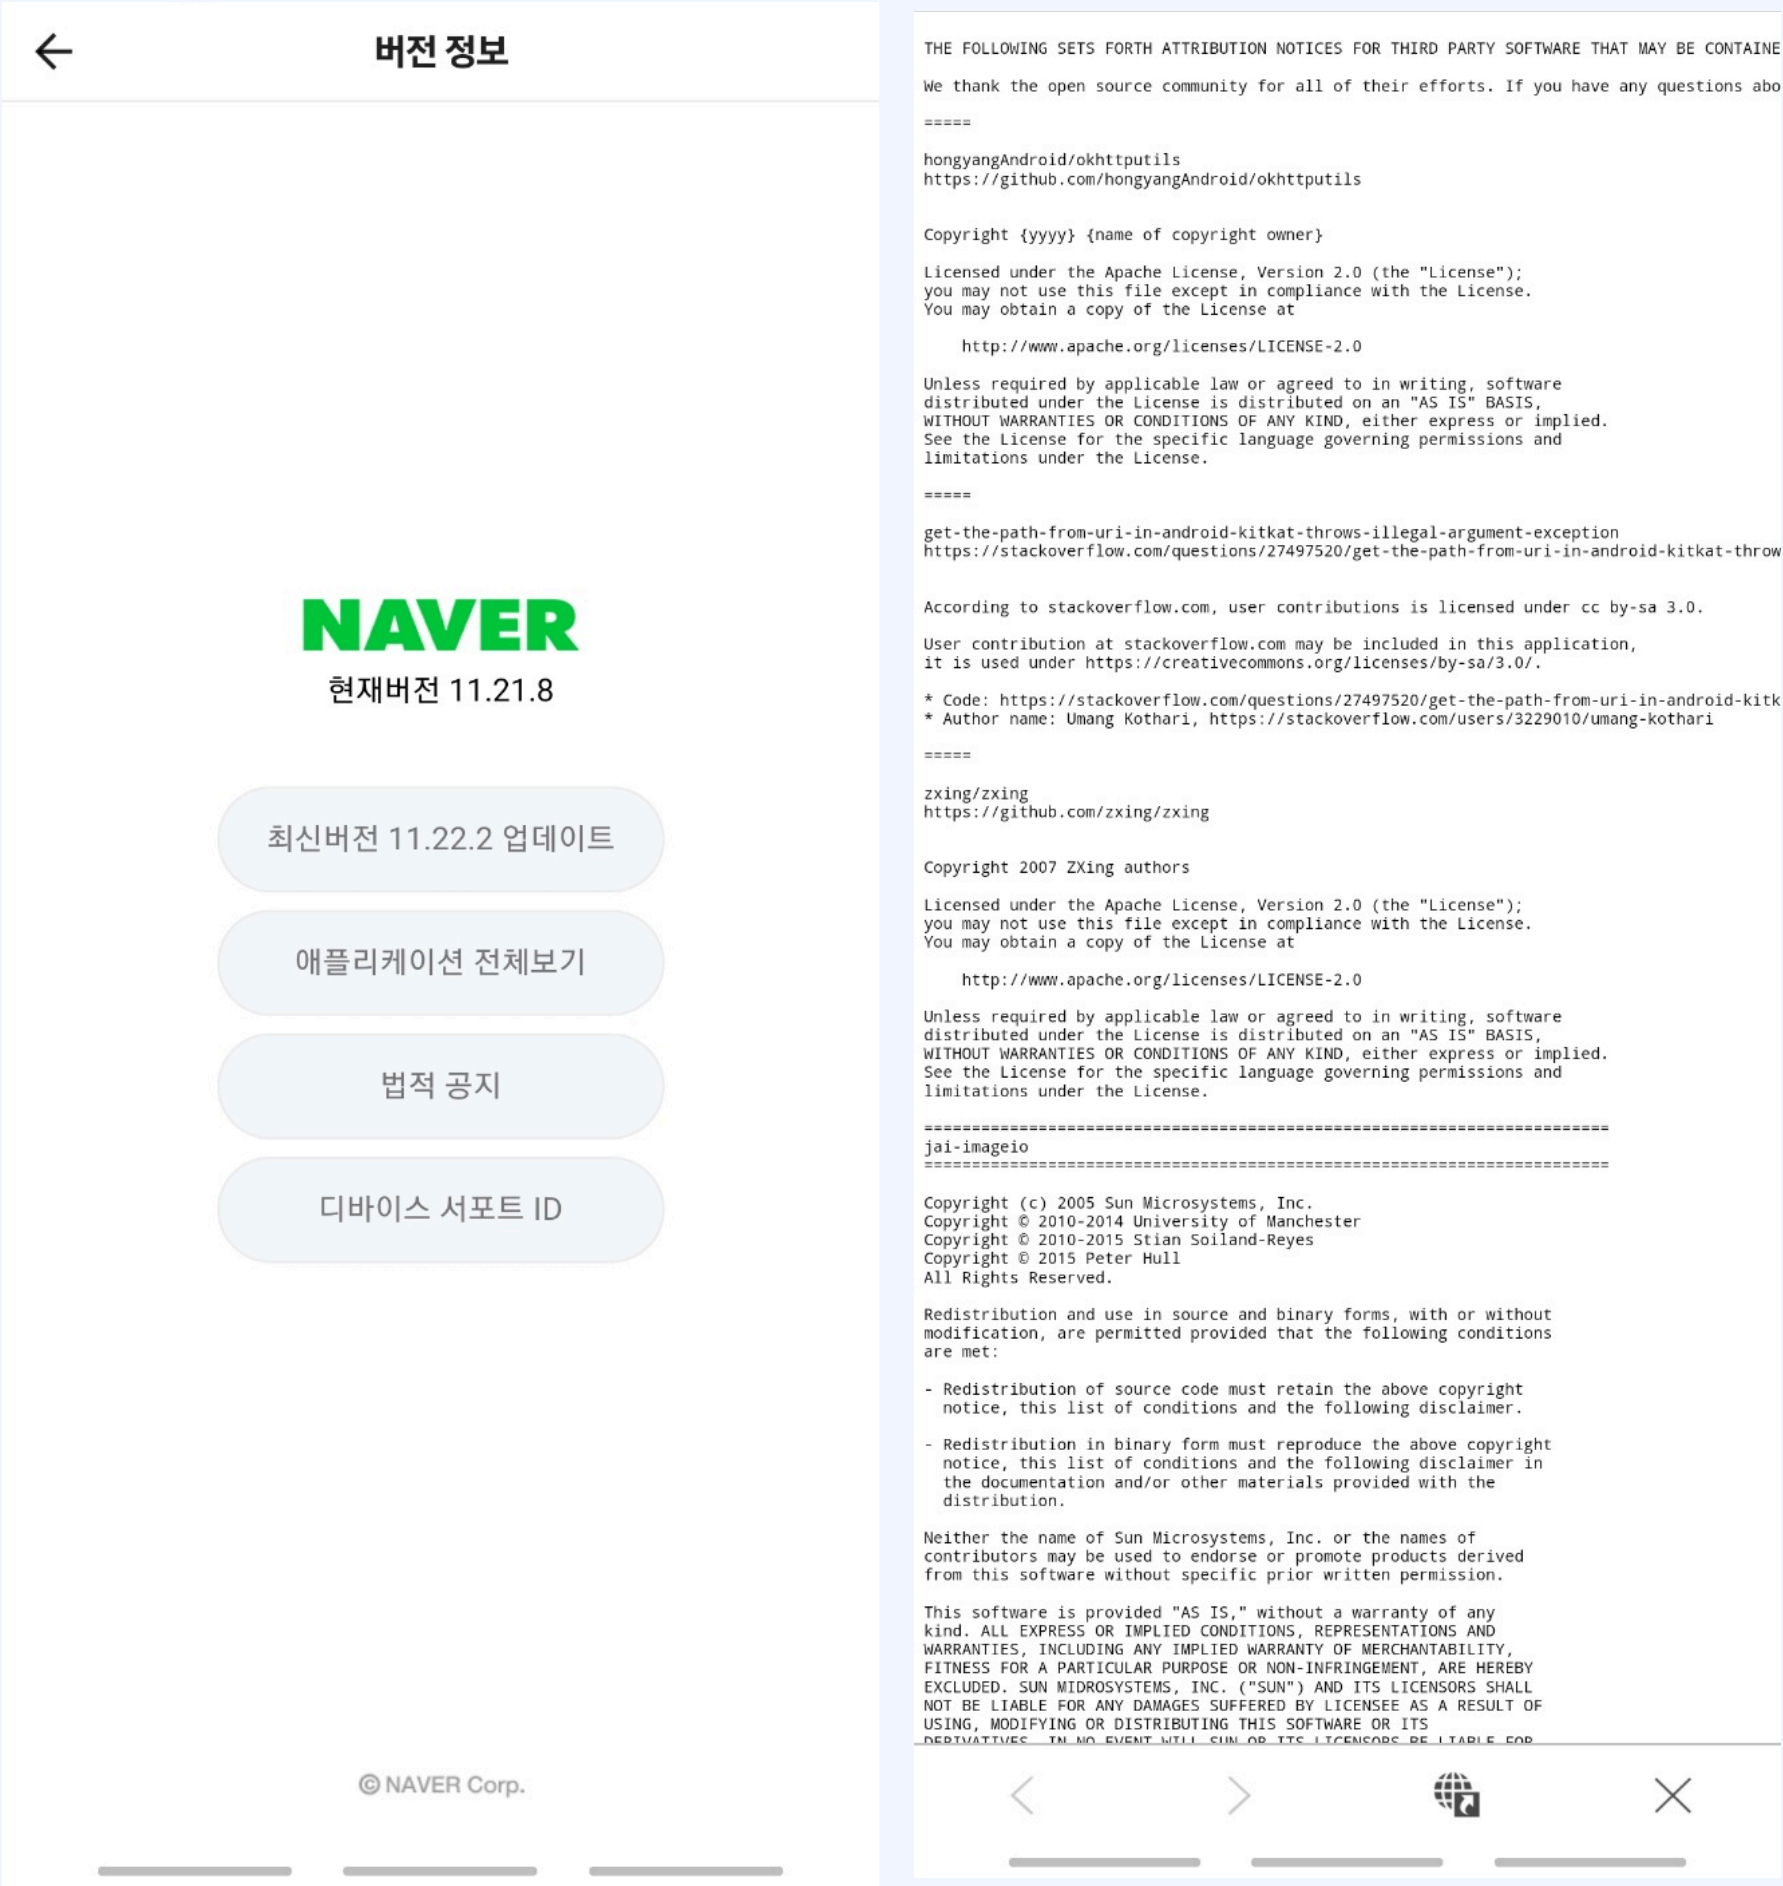 버전 정보
NAVER
현재버전 11.21.8
최신버전 11.22.2 업데이트
애플리케이션 전체보기
법적 공지
디바이스 서포트 ID
© NAVER Corp.
THE FOLLOWING SETS FORTH ATTRIBUTION NOTICES FOR THIRD PARTY SOFTWARE THAT MAY BE CONTAINE
We thank the open source community for all of their efforts. If you have any questions abo
=====
hongyangAndroid/okhttputils
https://github.com/hongyangAndroid/okhttputils
Copyright {yyyy} {name of copyright owner}
Licensed under the Apache License, Version 2.0 (the "License");
you may not use this file except in compliance with the License.
You may obtain a copy of the License at
http://www.apache.org/licenses/LICENSE-2.0
Unless required by applicable law or agreed to in writing, software
distributed under the License is distributed on an "AS IS" BASIS,
WITHOUT WARRANTIES OR CONDITIONS OF ANY KIND, either express or implied.
See the License for the specific language governing permissions and
limitations under the License.
=====
get-the-path-from-uri-in-android-kitkat-throws-illegal-argument-exception
https://stackoverflow.com/questions/27497520/get-the-path-from-uri-in-android-kitkat-throw
According to stackoverflow.com, user contributions is licensed under cc by-sa 3.0.
User contribution at stackoverflow.com may be included in this application,
it is used under https://creativecommons.org/licenses/by-sa/3.0/.
* Code: https://stackoverflow.com/questions/27497520/get-the-path-from-uri-in-android-kitk
* Author name: Umang Kothari, https://stackoverflow.com/users/3229010/umang-kothari
=====
zxing/zxing
https://github.com/zxing/zxing
Copyright 2007 ZXing authors
Licensed under the Apache License, Version 2.0 (the "License");
you may not use this file except in compliance with the License.
You may obtain a copy of the License at
http://www.apache.org/licenses/LICENSE-2.0
Unless required by applicable law or agreed to in writing, software
distributed under the License is distributed on an "AS IS" BASIS,
WITHOUT WARRANTIES OR CONDITIONS OF ANY KIND, either express or implied.
See the License for the specific language governing permissions and
limitations under the License.
========================================================================
jai-imageio
========================================================================
Copyright (c) 2005 Sun Microsystems, Inc.
Copyright © 2010-2014 University of Manchester
Copyright © 2010-2015 Stian Soiland-Reyes
Copyright © 2015 Peter Hull
All Rights Reserved.
Redistribution and use in source and binary forms, with or without
modification, are permitted provided that the following conditions
are met:
- Redistribution of source code must retain the above copyright
notice, this list of conditions and the following disclaimer.
- Redistribution in binary form must reproduce the above copyright
notice, this list of conditions and the following disclaimer in
the documentation and/or other materials provided with the
distribution.
Neither the name of Sun Microsystems, Inc. or the names of
contributors may be used to endorse or promote products derived
from this software without specific prior written permission.
This software is provided "AS IS," without a warranty of any
kind. ALL EXPRESS OR IMPLIED CONDITIONS, REPRESENTATIONS AND
WARRANTIES, INCLUDING ANY IMPLIED WARRANTY OF MERCHANTABILITY,
FITNESS FOR A PARTICULAR PURPOSE OR NON-INFRINGEMENT, ARE HEREBY
EXCLUDED. SUN MIDROSYSTEMS, INC. ("SUN") AND ITS LICENSORS SHALL
NOT BE LIABLE FOR ANY DAMAGES SUFFERED BY LICENSEE AS A RESULT OF
USING, MODIFYING OR DISTRIBUTING THIS SOFTWARE OR ITS
DERIVATIVES. IN NO EVENT WILL SUN OR ITS LICENSORS BE LIABLE FOR